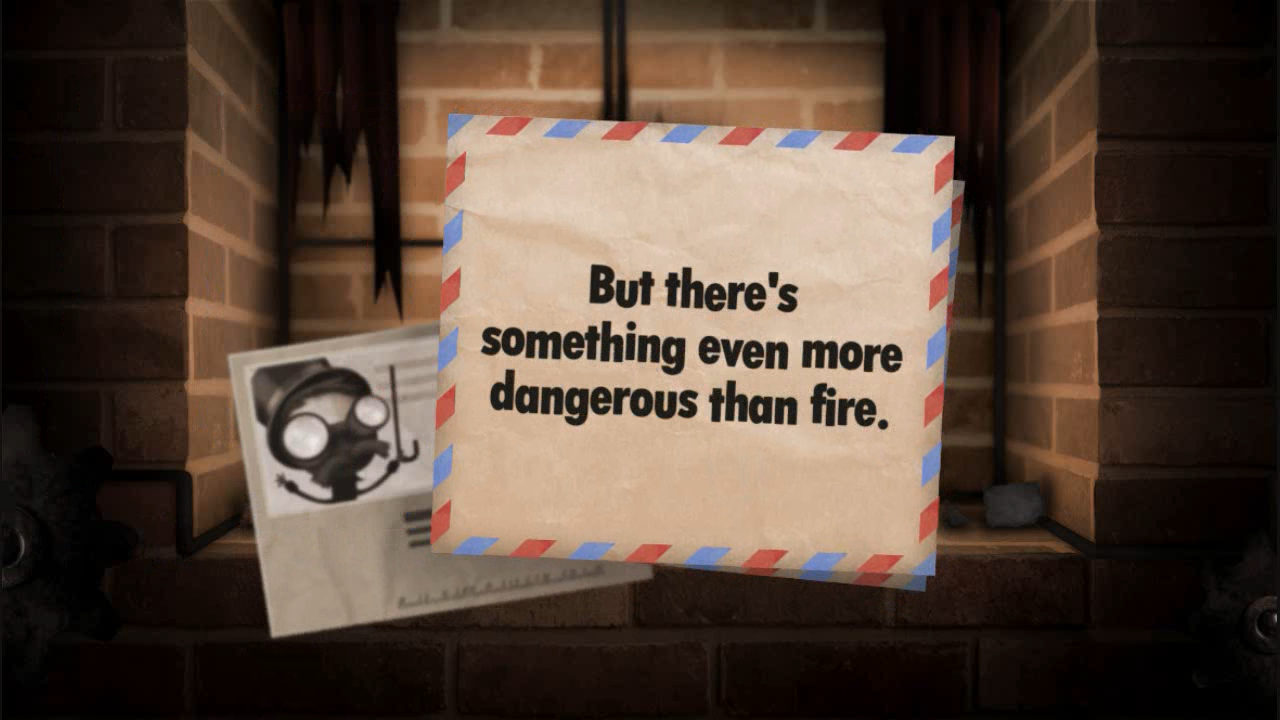 But there's
something even more
dangerous than fire.